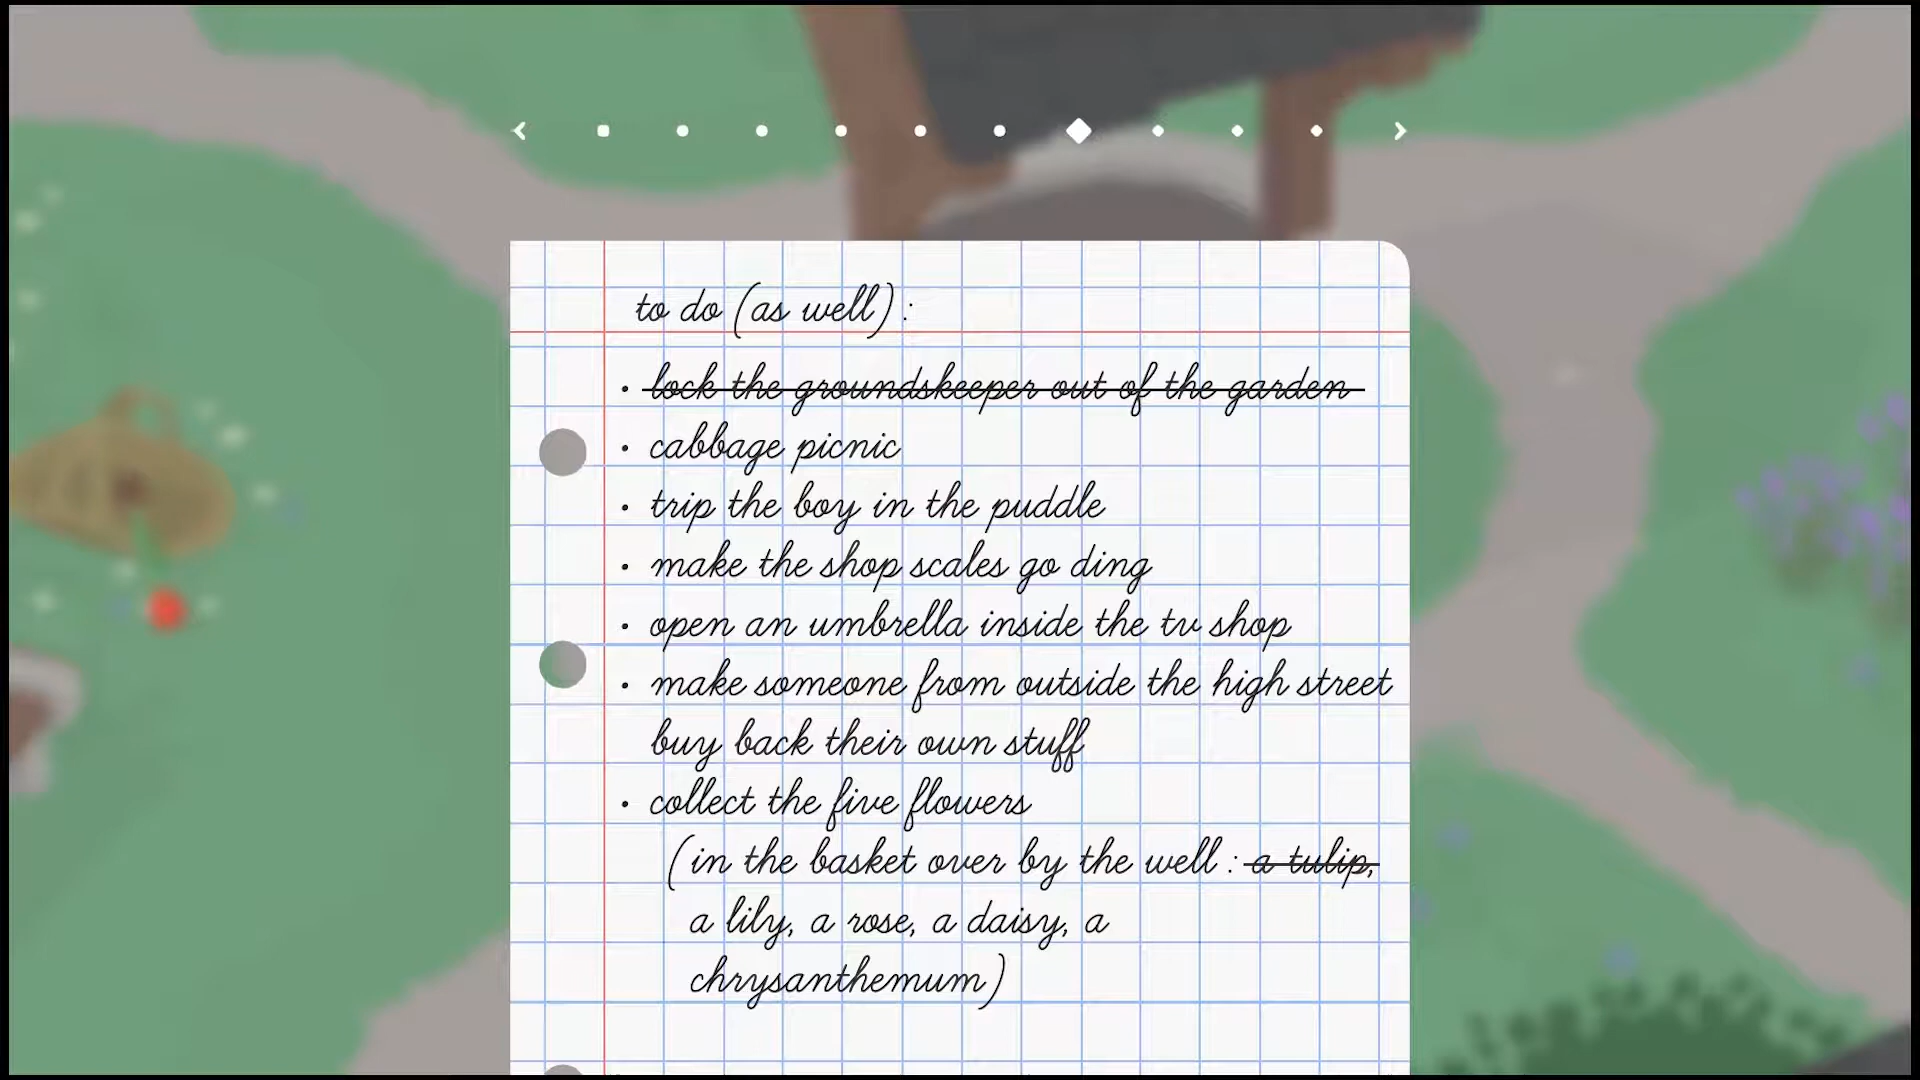 to do (as well):
• lock the groundskeeper out of the garden
• cabbage picnic
• trip the boy in the puddle
• make the shop scales go ding
• open an umbrella inside the tv shop
• make someone from outside the high street
buy back their own stuff
• collect the five flowers
(in the basket over by the well: a tulip,
a lily, a rose, a daisy, a
chrysanthemum)